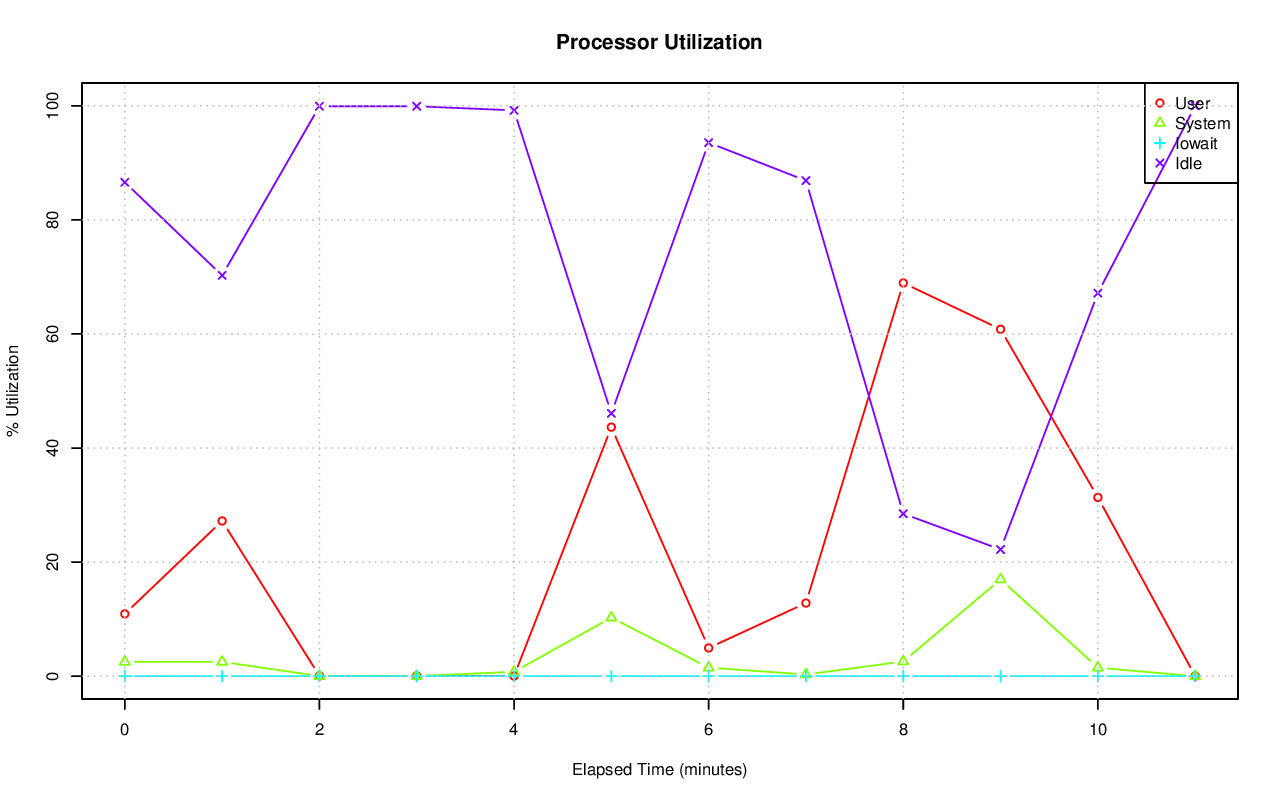 Processor Utilization
% Utilization
100
80
60
40
20
0
User
System
Iowait
Idle
0 2 4 6 8 10
Elapsed Time (minutes)